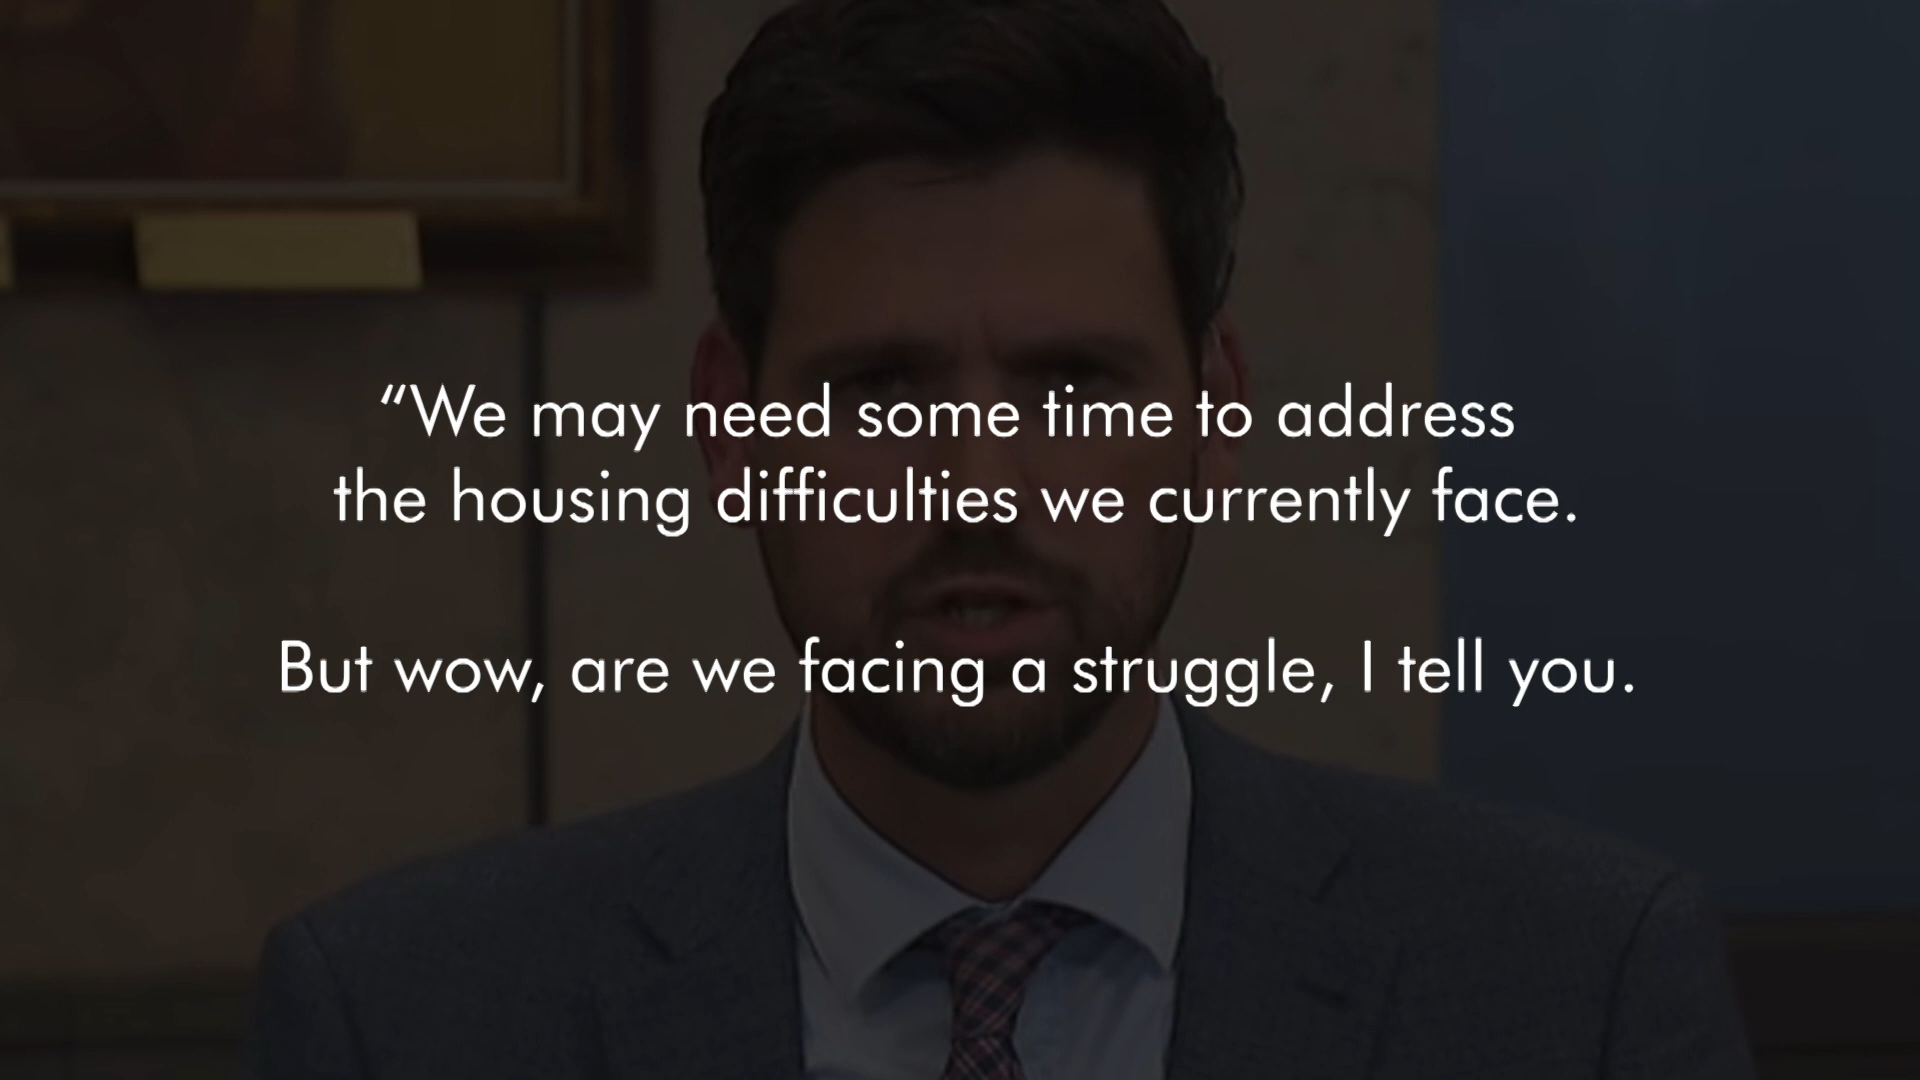 “We may need some time to address
the housing difficulties we currently face.
But wow, are we facing a struggle, I tell you.